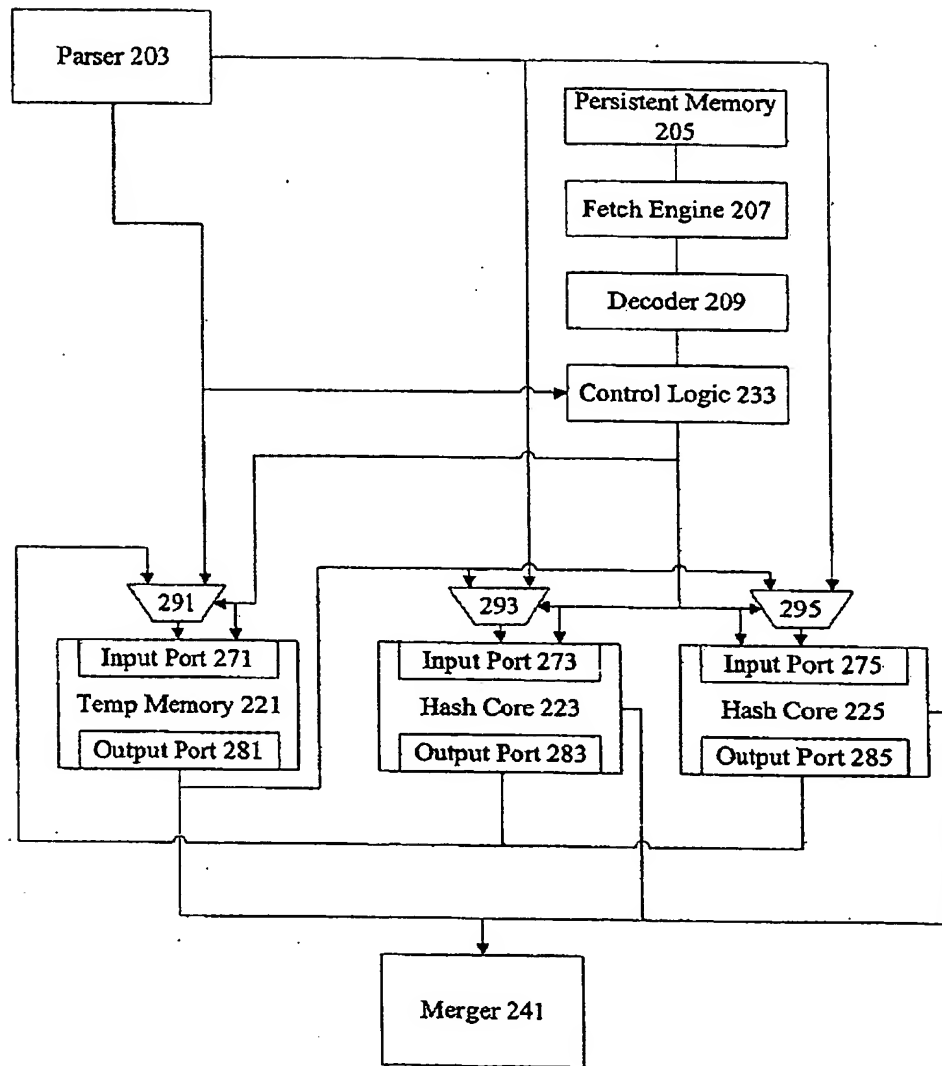 Parser 203
Persistent Memory
205
Fetch Engine 207
Decoder 209
Control Logic 233
291
293
295
Input Port 271
Temp Memory 221
Output Port 281
Input Port 273
Hash Core 223
Output Port 283
Input Port 275
Hash Core 225
Output Port 285
Merger 241